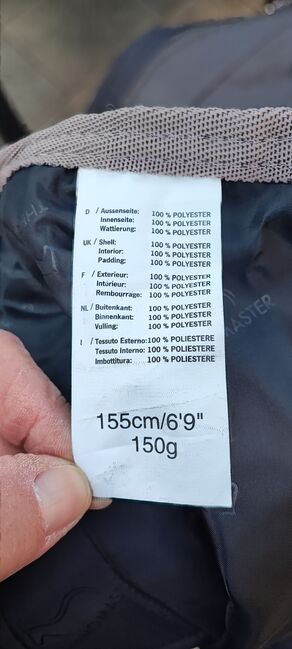 D / Aussenseite: 100 % POLYESTER
Innenseite: 100 % POLYESTER
Wattierung: 100 % POLYESTER
UK / Shell: 100 % POLYESTER
Interior: 100 % POLYESTER
Padding: 100 % POLYESTER
F / Exterieur: 100 % POLYESTER
Intérieur: 100 % POLYESTER
Rembourrage: 100 % POLYESTER
NL / Buitenkant: 100 % POLYESTER
Binnenkant: 100 % POLYESTER
Vulling: 100 % POLYESTER
I / Tessuto Esterno: 100 % POLIESTERE
Tessuto Interno: 100 % POLIESTERE
Imbottitura: 100 % POLIESTERE
155cm/6'9"
150g
MASTER